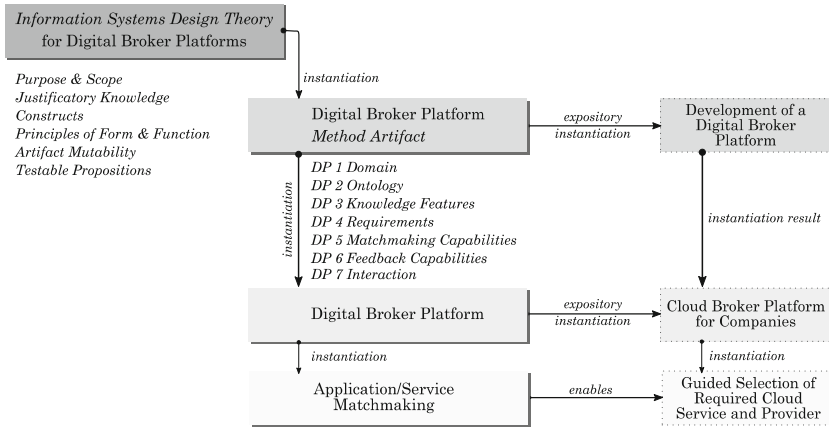 Information Systems Design Theory
for Digital Broker Platforms
Purpose & Scope
Justificatory Knowledge
Constructs
Principles of Form & Function
Artifact Mutability
Testable Propositions
instantiation
Digital Broker Platform
Method Artifact
expository
instantiation
Development of a
Digital Broker
Platform
instantiation
DP 1 Domain
DP 2 Ontology
DP 3 Knowledge Features
DP 4 Requirements
DP 5 Matchmaking Capabilities
DP 6 Feedback Capabilities
DP 7 Interaction
instantiation result
Digital Broker Platform
expository
instantiation
Cloud Broker Platform
for Companies
instantiation
instantiation
Application/Service
Matchmaking
enables
Guided Selection of
Required Cloud
Service and Provider